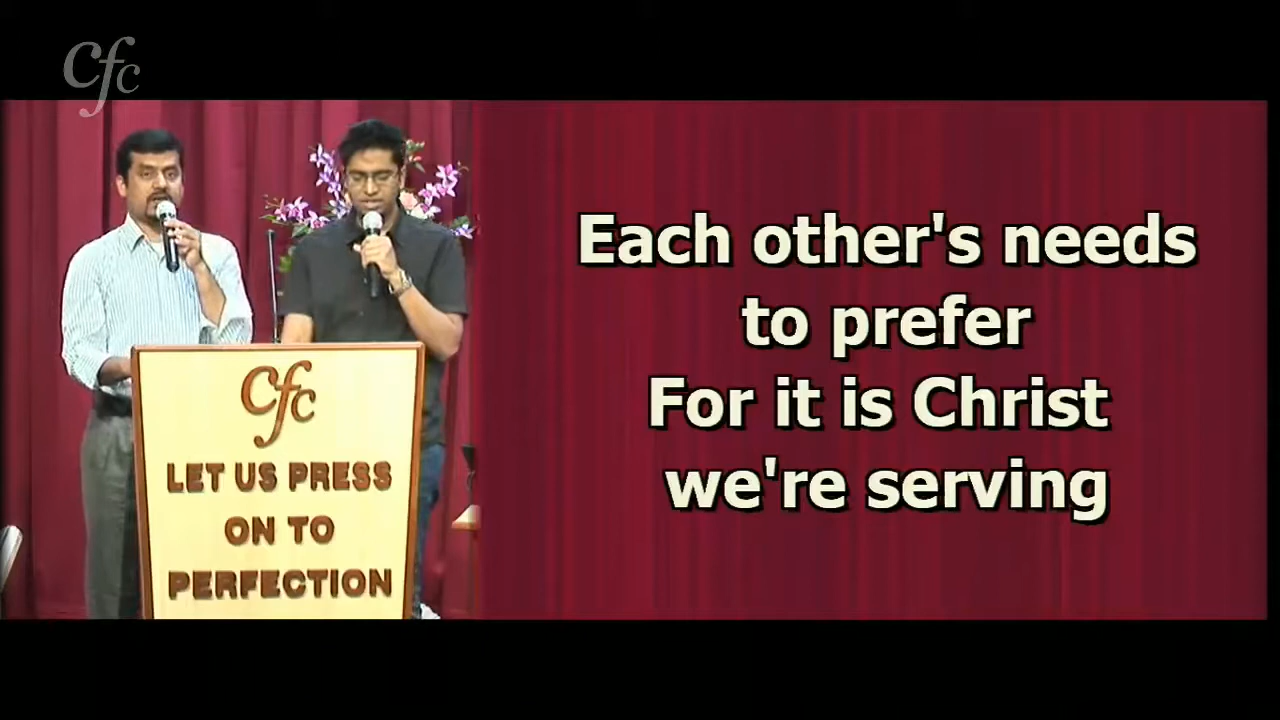 cfc
cfc
LET US PRESS
ON TO
PERFECTION
Each other's needs
to prefer
For it is Christ
we're serving